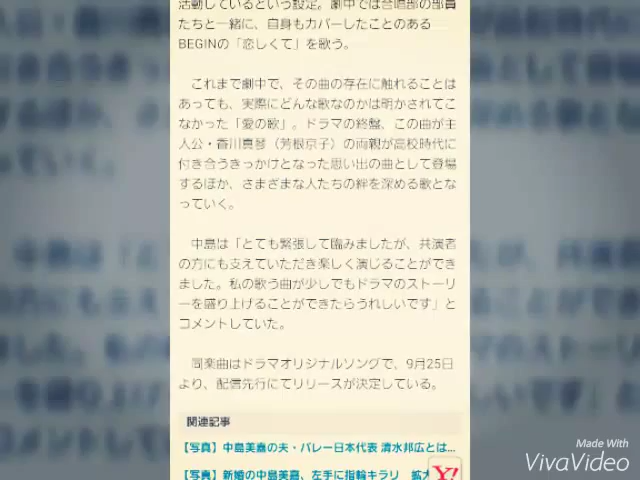 活動しているという設定。劇中では合唱部の部員
たちと一緒に、自身もカバーしたことのある
BEGINの「恋しくて」を歌う。
これまで劇中で、その曲の存在に触れることは
あっても、実際にどんな歌なのかは明かされてこ
なかった「愛の歌」。ドラマの終盤、この曲が主
人公・香川真琴（芳根京子）の両親が高校時代に
付き合うきっかけとなった思い出の曲として登場
するほか、さまざまな人たちの絆を深める歌とな
っていく。
中島は「とても緊張して臨みましたが、共演者
の方にも支えていただき楽しく演じることができ
ました。私の歌う曲が少しでもドラマのストーリ
ーを盛り上げることができたらうれしいです」と
コメントしていた。
同楽曲はドラマオリジナルソングで、9月25日
より、配信先行にてリリースが決定している。
関連記事
【写真】中島美嘉の夫・バレー日本代表 清水邦広とは...
【写真】新婚の中島美嘉、左手に指輪キラリ 拡大
Y!
Made With
VivaVideo